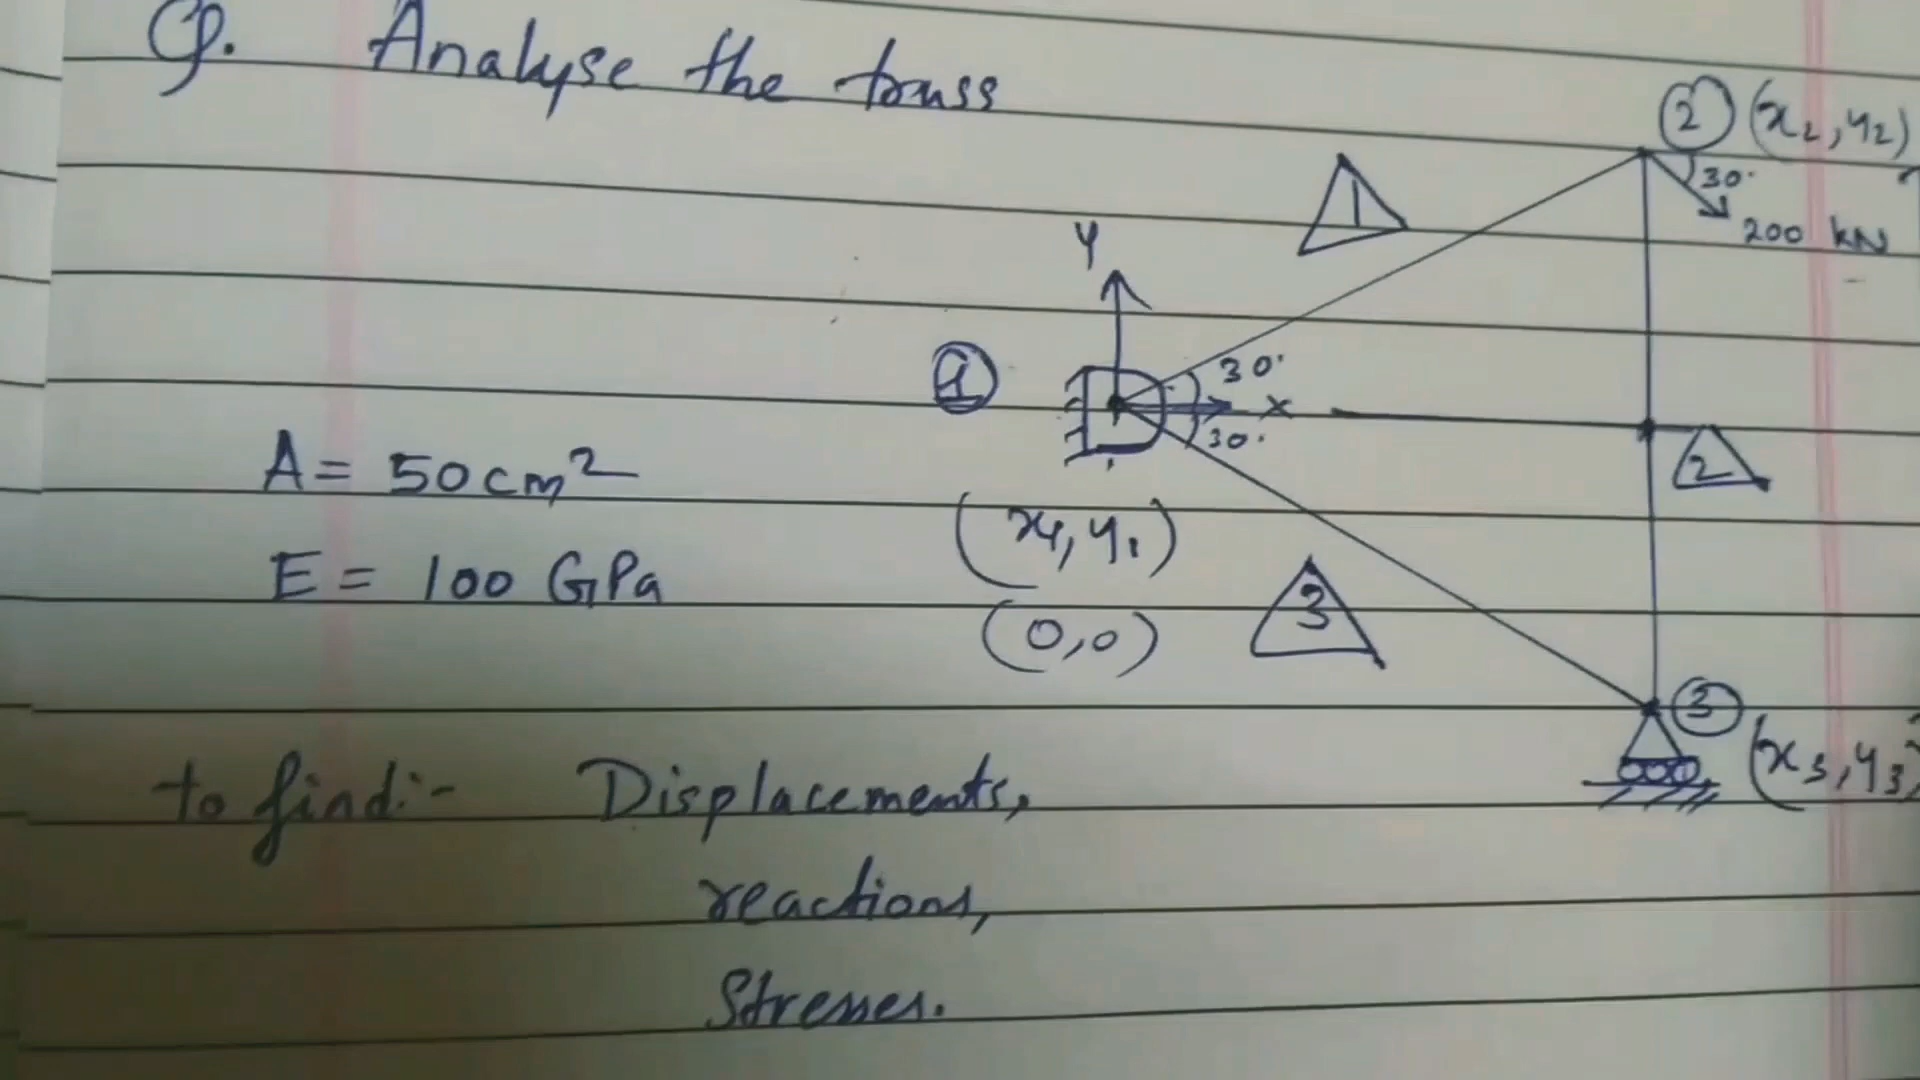 Q. Analyse the truss
② (x₂, y₂)
30°
200 kN
1
Y
①
30°
X
30°
2
A = 50 cm²
(x₁, y₁)
E = 100 GPa
3
(0,0)
③
(x₃, y₃)
to find:- Displacements,
reactions,
Stresses.